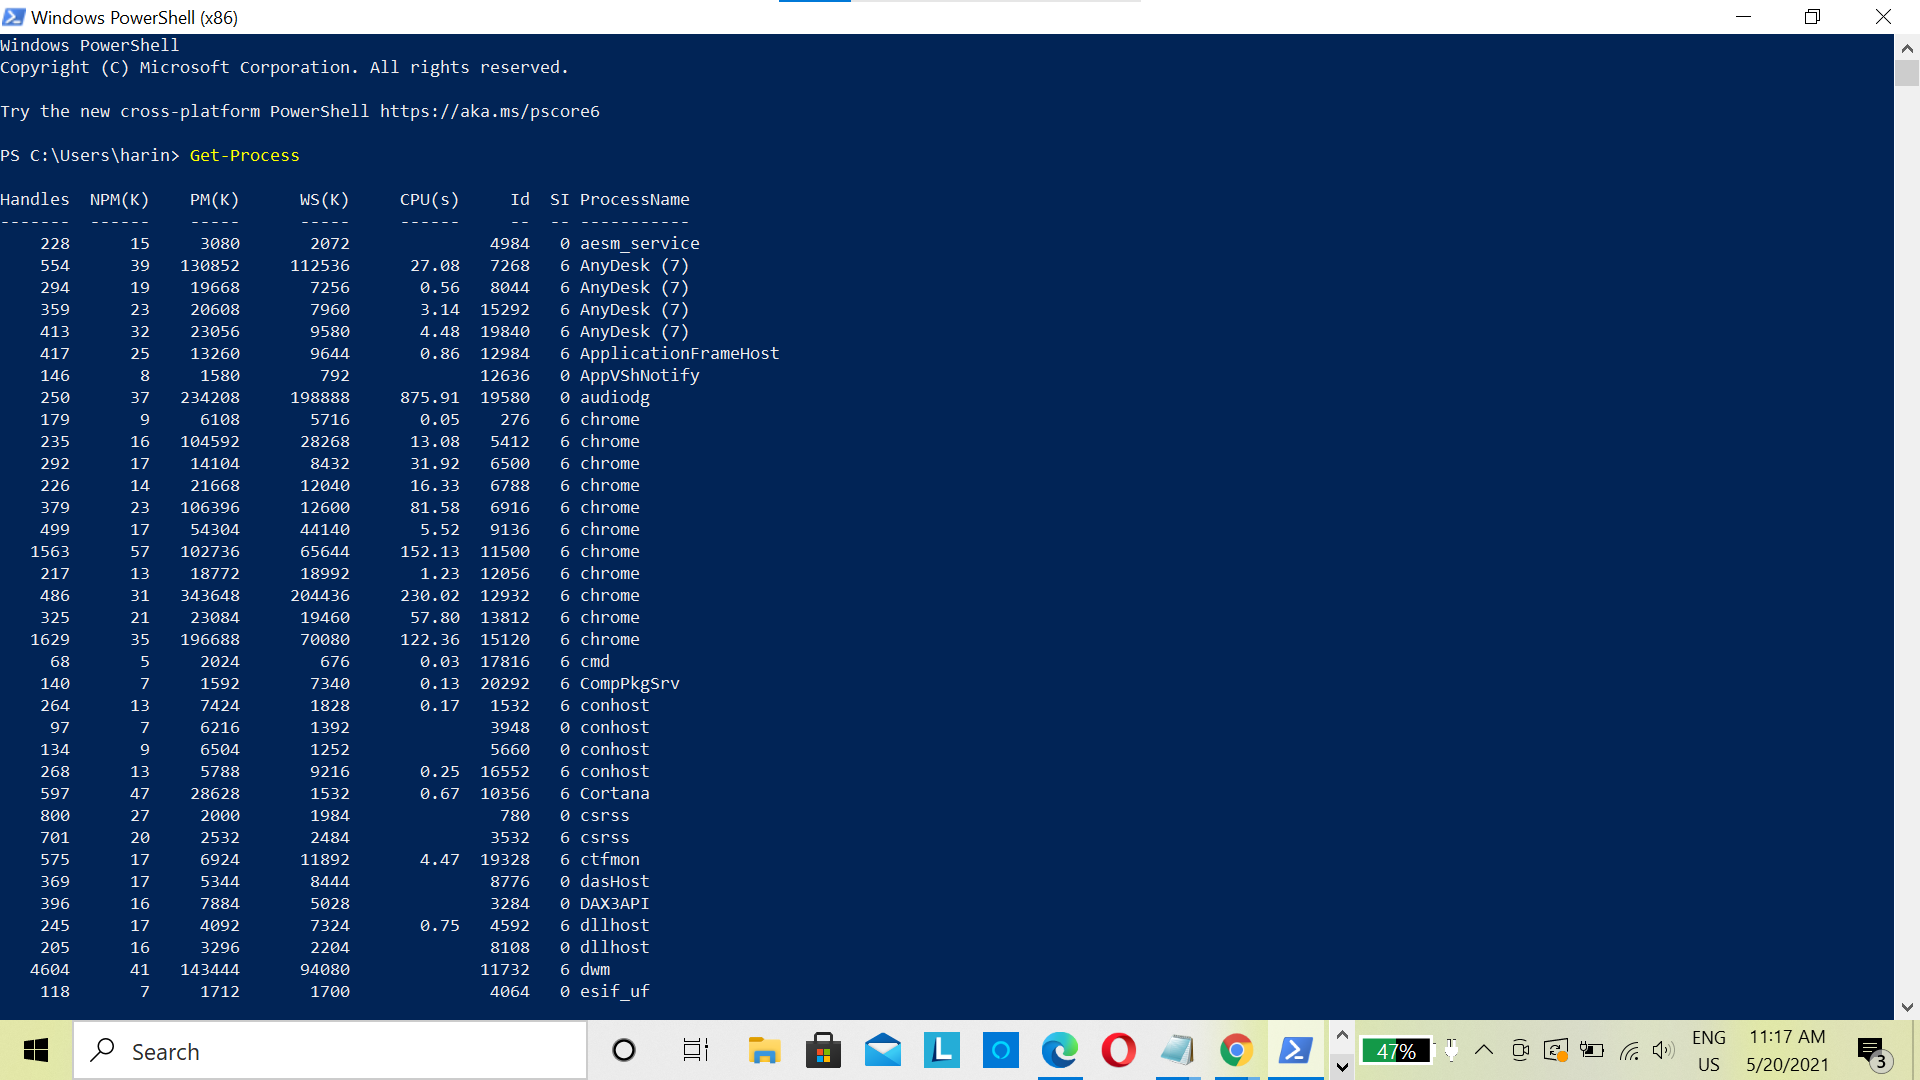 Windows PowerShell (x86)
Windows PowerShell
Copyright (C) Microsoft Corporation. All rights reserved.
Try the new cross-platform PowerShell https://aka.ms/pscore6
PS C:\Users\harin> Get-Process
Handles  NPM(K)    PM(K)      WS(K)     CPU(s)     Id  SI ProcessName
-------  ------    -----      -----     ------     --  -- -----------
    228      15     3080       2072              4984   0 aesm_service
    554      39   130852     112536      27.08   7268   6 AnyDesk (7)
    294      19    19668       7256       0.56   8044   6 AnyDesk (7)
    359      23    20608       7960       3.14  15292   6 AnyDesk (7)
    413      32    23056       9580       4.48  19840   6 AnyDesk (7)
    417      25    13260       9644       0.86  12984   6 ApplicationFrameHost
    146       8     1580        792             12636   0 AppVShNotify
    250      37   234208     198888     875.91  19580   0 audiodg
    179       9     6108       5716       0.05    276   6 chrome
    235      16   104592      28268      13.08   5412   6 chrome
    292      17    14104       8432      31.92   6500   6 chrome
    226      14    21668      12040      16.33   6788   6 chrome
    379      23   106396      12600      81.58   6916   6 chrome
    499      17    54304      44140       5.52   9136   6 chrome
   1563      57   102736      65644     152.13  11500   6 chrome
    217      13    18772      18992       1.23  12056   6 chrome
    486      31   343648     204436     230.02  12932   6 chrome
    325      21    23084      19460      57.80  13812   6 chrome
   1629      35   196688      70080     122.36  15120   6 chrome
     68       5     2024        676       0.03  17816   6 cmd
    140       7     1592       7340       0.13  20292   6 CompPkgSrv
    264      13     7424       1828       0.17   1532   6 conhost
     97       7     6216       1392              3948   0 conhost
    134       9     6504       1252              5660   0 conhost
    268      13     5788       9216       0.25  16552   6 conhost
    597      47    28628       1532       0.67  10356   6 Cortana
    800      27     2000       1984               780   0 csrss
    701      20     2532       2484              3532   6 csrss
    575      17     6924      11892       4.47  19328   6 ctfmon
    369      17     5344       8444              8776   0 dasHost
    396      16     7884       5028              3284   0 DAX3API
    245      17     4092       7324       0.75   4592   6 dllhost
    205      16     3296       2204              8108   0 dllhost
   4604      41   143444      94080             11732   6 dwm
    118       7     1712       1700              4064   0 esif_uf
Search
L
47%
ENG
US
11:17 AM
5/20/2021
3